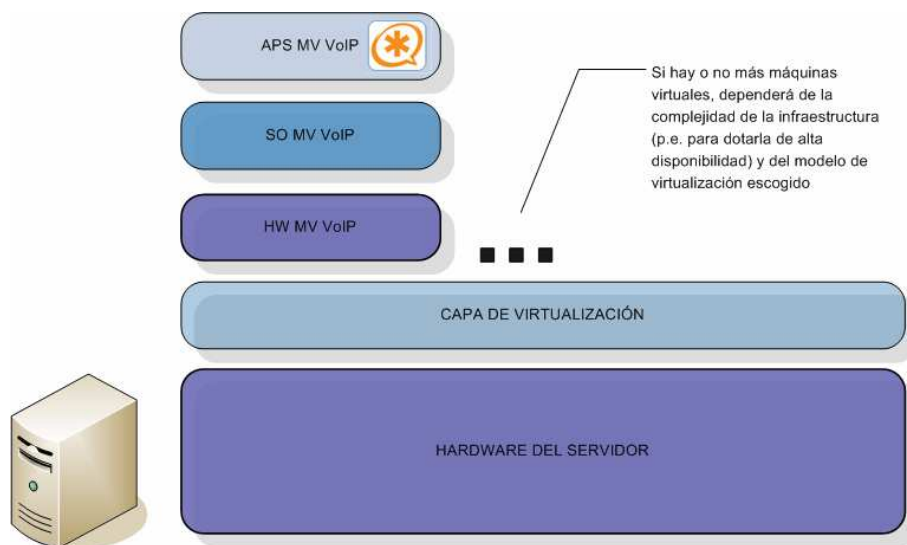 APS MV VoIP
Si hay o no más máquinas
virtuales, dependerá de la
complejidad de la infraestructura
(p.e. para dotarla de alta
disponibilidad) y del modelo de
virtualización escogido
SO MV VoIP
HW MV VoIP
CAPA DE VIRTUALIZACIÓN
HARDWARE DEL SERVIDOR